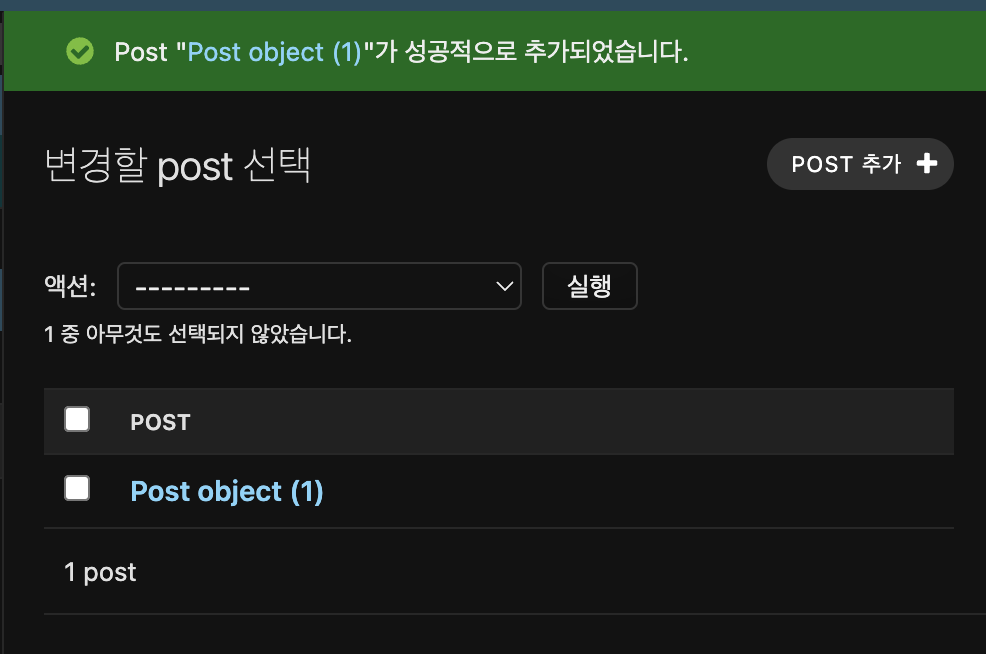 Post "Post object (1)"가 성공적으로 추가되었습니다.
변경할 post 선택
POST 추가
액션: ---------
실행
1 중 아무것도 선택되지 않았습니다.
POST
Post object (1)
1 post